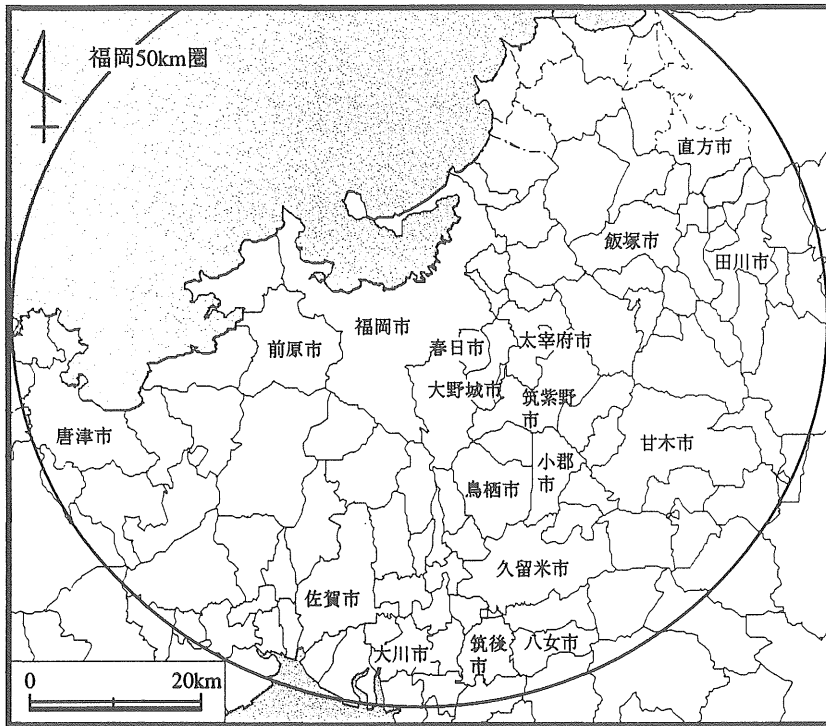 福岡50km圏
直方市
飯塚市
田川市
福岡市
前原市
春日市
太宰府市
大野城市
筑紫野
市
唐津市
甘木市
小郡
市
鳥栖市
久留米市
佐賀市
大川市
筑後
市
八女市
0
20km